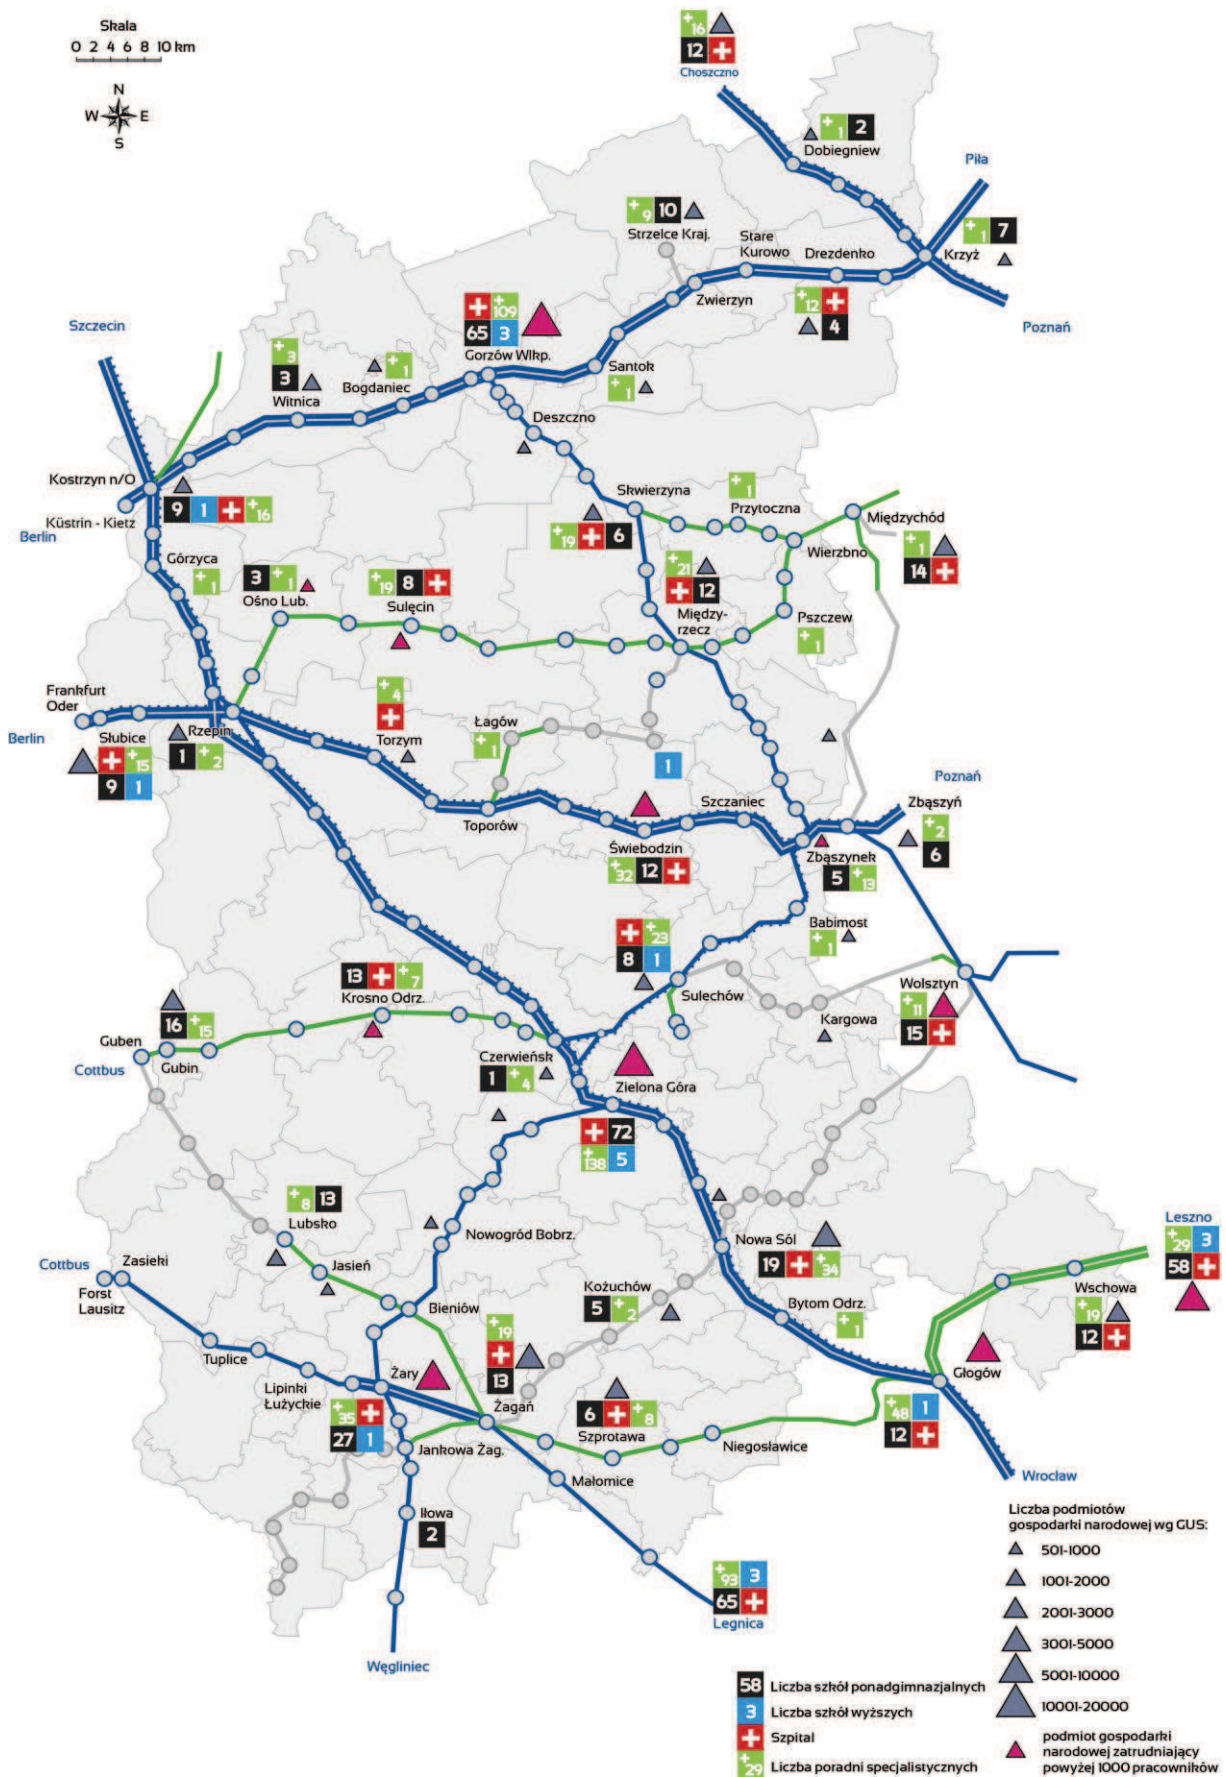 Skala
0 2 4 6 8 10 km
N
W E
S
+16
12
Choszczno
+1 2
Dobiegniew
Piła
+1 7
Krzyż
Poznań
+9 10
Strzelce Kraj.
Stare
Kurowo
Drezdenko
+12
4
Zwierzyn
+109
65 3
Gorzów Wlkp.
Szczecin
+3
3
Witnica
+1
Bogdaniec
Santok
+1
Deszczno
Kostrzyn n/O
9 1 +16
Küstrin - Kietz
Berlin
Skwierzyna
+19 6
+1
Przytoczna
Międzychód
+1
14
Wierzbno
Górzyca
+1
3 +1
Ośno Lub.
+19 8
Sulęcin
+21
12
Między-
rzecz
Pszczew
+1
Frankfurt
Oder
Berlin
Słubice
+15
9 1
Rzepin
1 +2
+4
Torzym
Łagów
+1
1
Toporów
Szczaniec
Świebodzin
+32 12
Poznań
Zbąszyń
+2
6
Zbąszynek
5 +13
Babimost
+1
+23
8 1
Sulechów
13 +7
Krosno Odrz.
Wolsztyn
+11
15
Kargowa
16 +15
Guben
Gubin
Cottbus
Czerwieńsk
1 +4
Zielona Góra
72
+138 5
+8 13
Lubsko
Nowogród Bobrz.
Nowa Sól
19 +34
Leszno
+29 3
58
Cottbus
Zasieki
Forst
Lausitz
Jasień
Kożuchów
5 +2
Wschowa
+19
12
Bieniów
Bytom Odrz.
+1
Tuplice
+19
13
Żagań
Głogów
+48 1
12
Lipinki
Łużyckie
Żary
+35
27 1
6 +8
Szprotawa
Niegosławice
Jankowa Żag.
Małomice
Wrocław
Iłowa
2
+93 3
65
Legnica
Węgliniec
Liczba podmiotów
gospodarki narodowej wg GUS:
501-1000
1001-2000
2001-3000
3001-5000
5001-10000
10001-20000
podmiot gospodarki
narodowej zatrudniający
powyżej 1000 pracowników
58 Liczba szkół ponadgimnazjalnych
3 Liczba szkół wyższych
Szpital
+29 Liczba poradni specjalistycznych